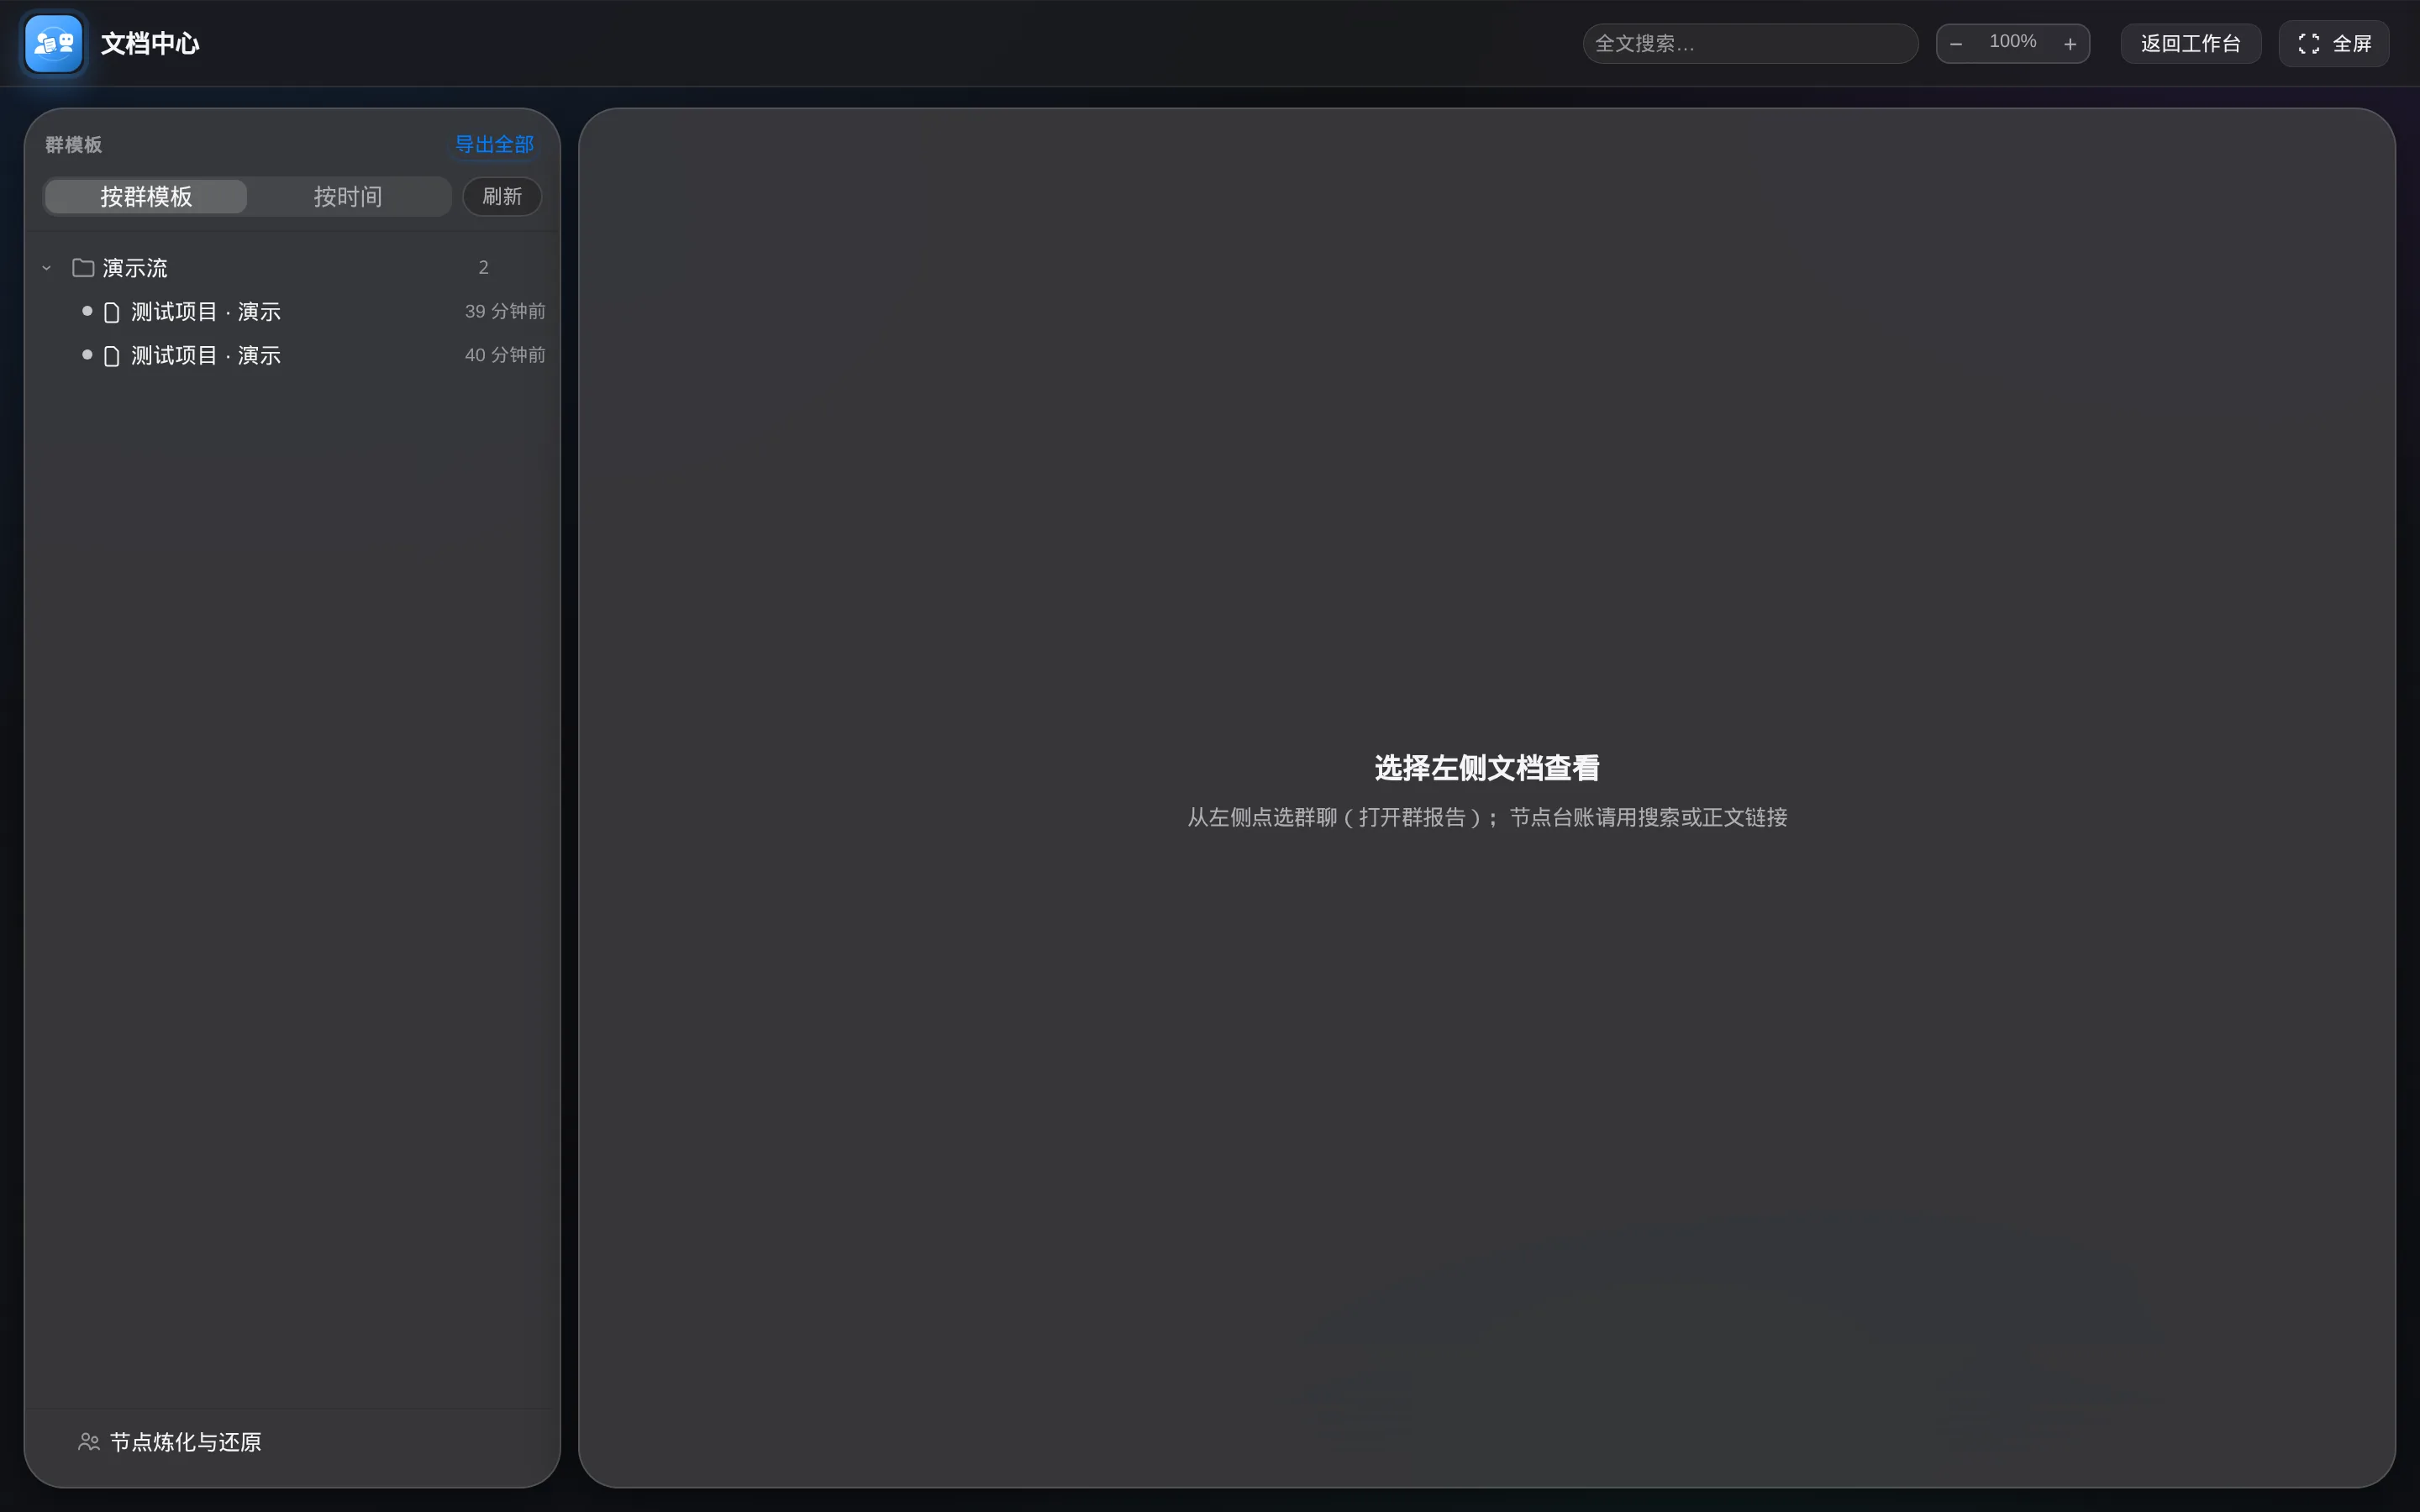 文档中心
全文搜索...
− 100% +
返回工作台
全屏
群模板
导出全部
按群模板
按时间
刷新
演示流 2
测试项目 · 演示 39 分钟前
测试项目 · 演示 40 分钟前
选择左侧文档查看
从左侧点选群聊（打开群报告）；节点台账请用搜索或正文链接
节点炼化与还原